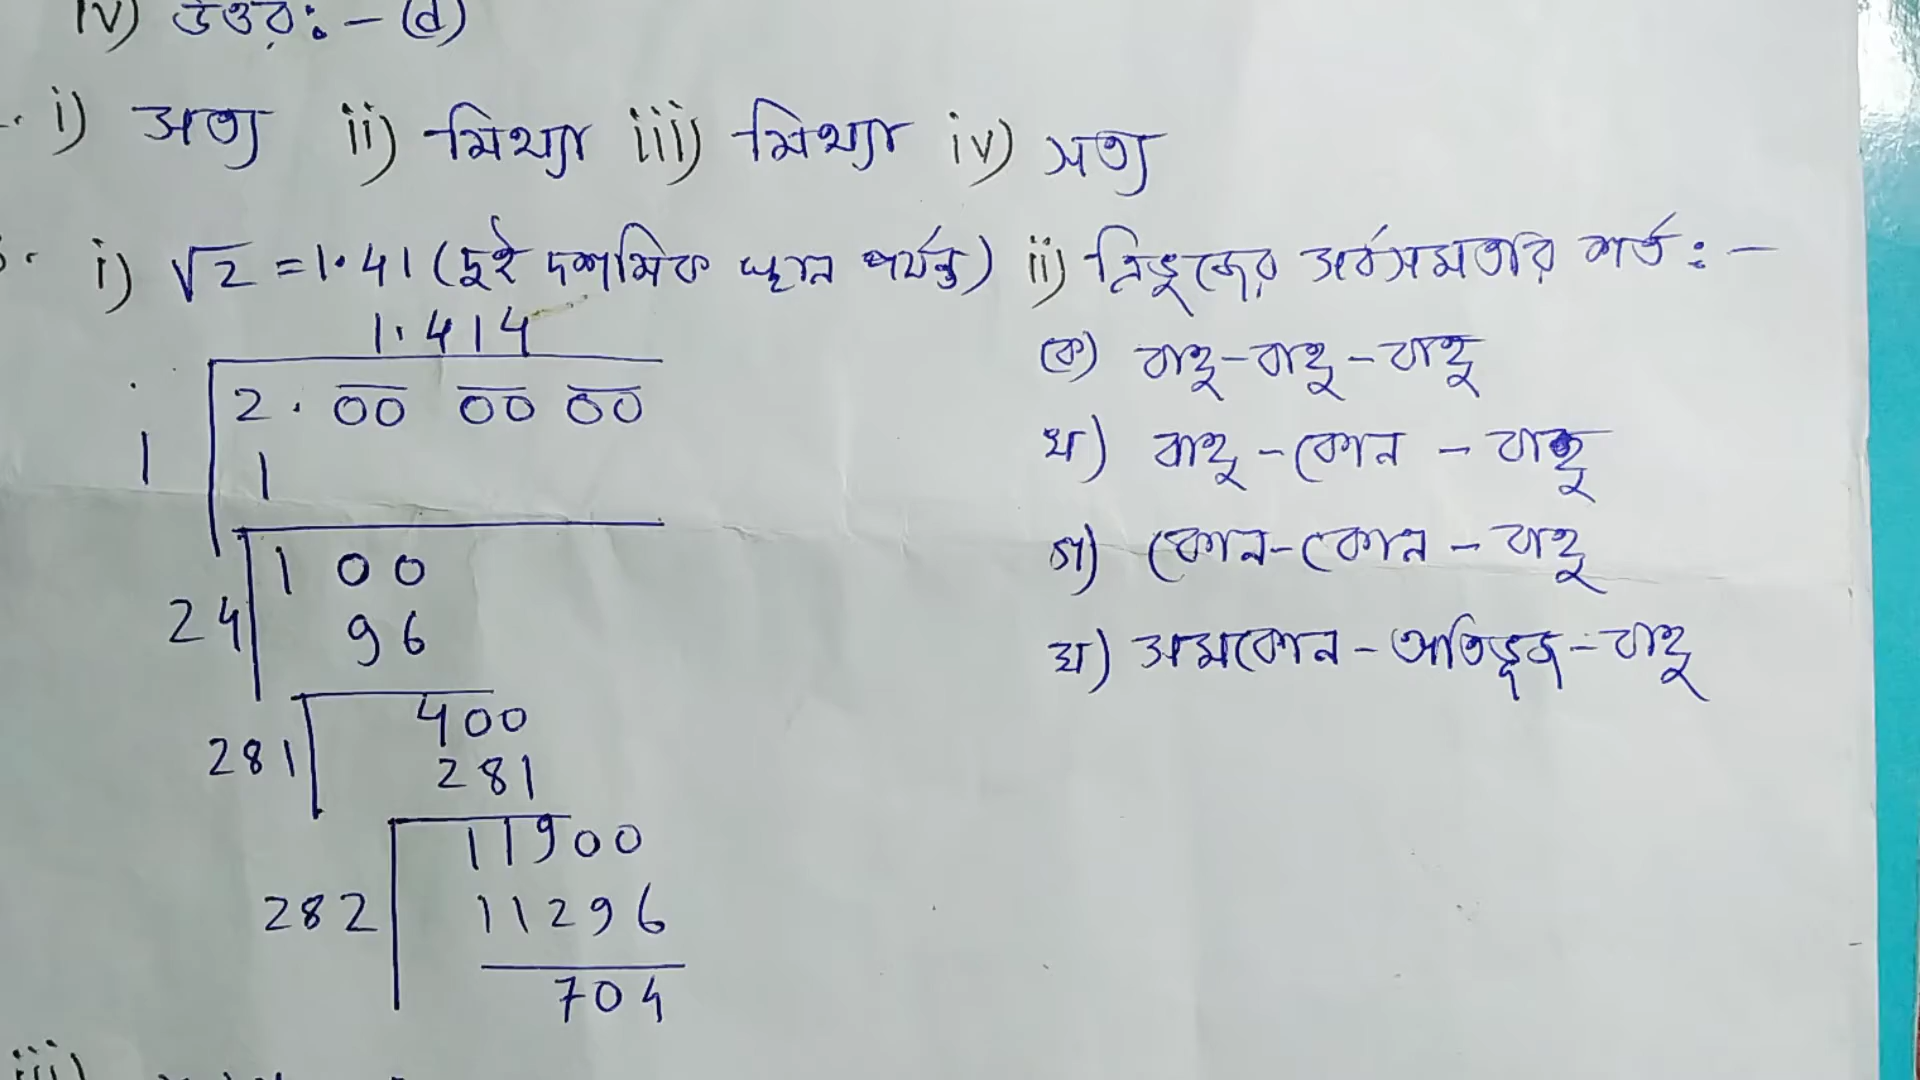 iv) উত্তর: - (d)
i) সত্য ii) মিথ্যা iii) মিথ্যা iv) সত্য
i) √2 = 1.41 (দুই দশমিক স্থান পর্যন্ত)
1.414
1 2. 00 00 00
1
100
24 96
400
281 281
11900
282 11296
704
ii) ত্রিভুজের সর্বসমতার শর্ত : -
(ক) বাহু - বাহু - বাহু
খ) বাহু - কোন - বাহু
গ) কোন - কোন - বাহু
ঘ) সমকোন - অতিভূজ - বাহু
iii)